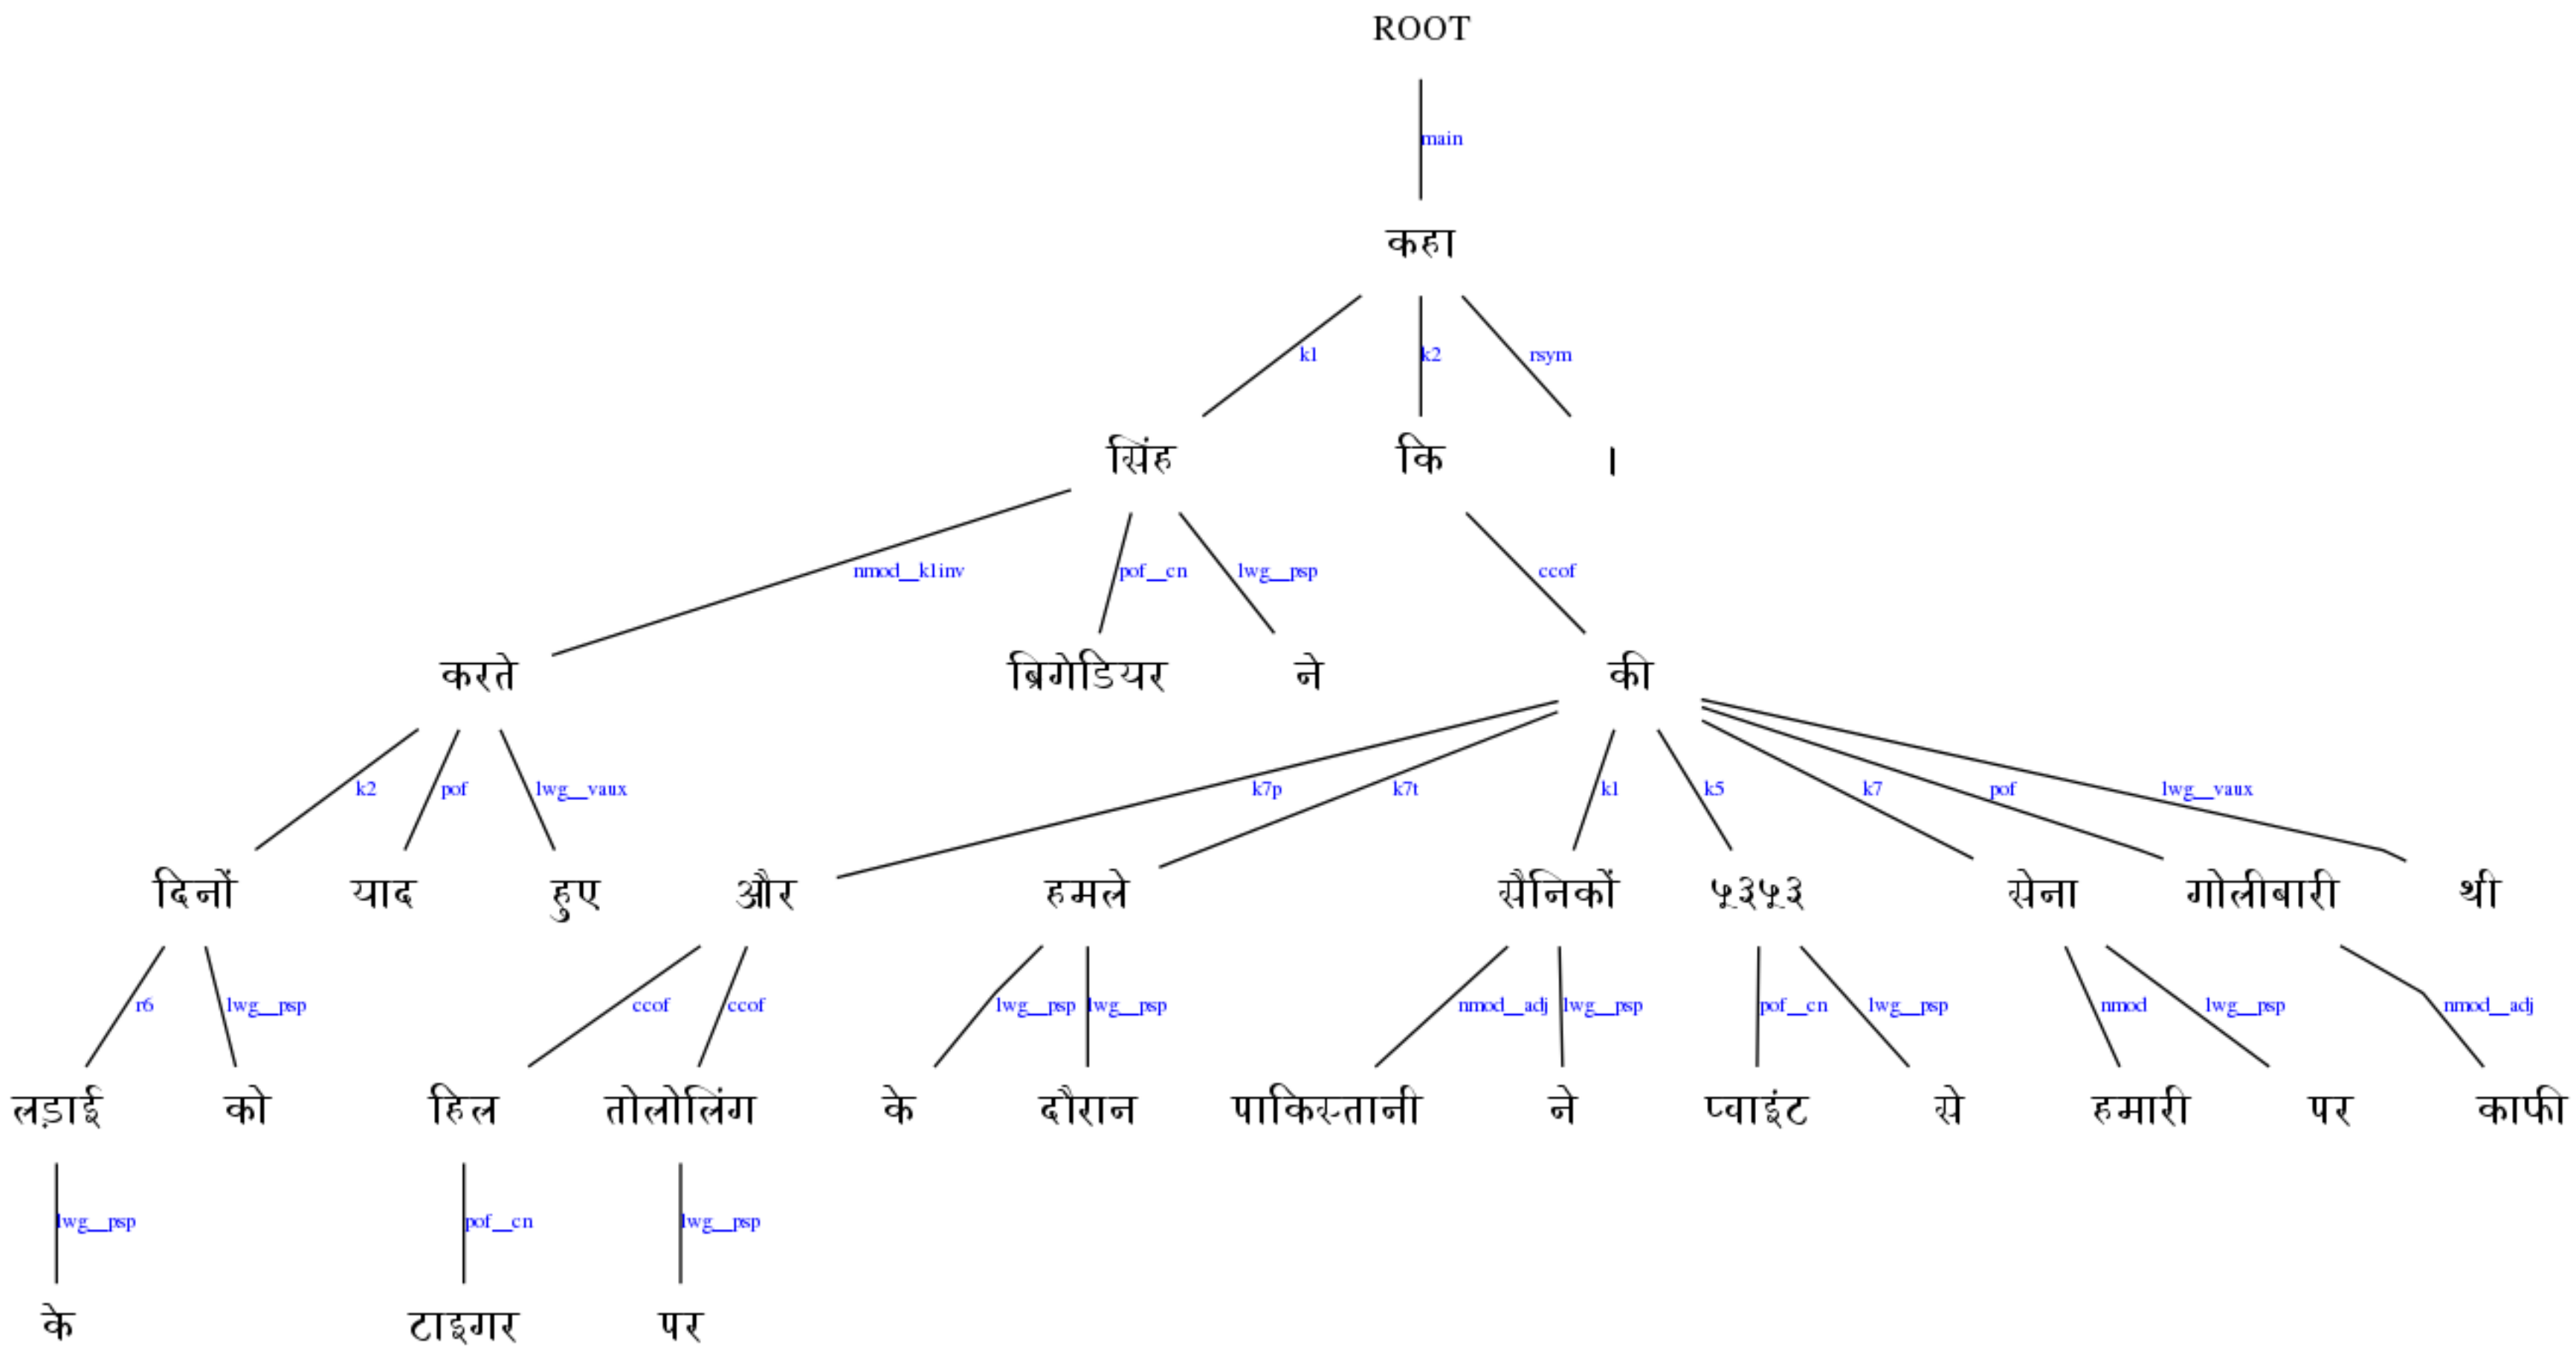 ROOT
main
कहा
k1 k2 rsym
सिंह कि ।
nmod__k1inv pof__cn lwg__psp ccof
करते ब्रिगेडियर ने की
k2 pof lwg__vaux k7p k7t k1 k5 k7 pof lwg__vaux
दिनों याद हुए और हमले सैनिकों ५३५३ सेना गोलीबारी थी
r6 lwg__psp ccof ccof lwg__psp lwg__psp nmod__adj lwg__psp pof__cn lwg__psp nmod lwg__psp nmod__adj
लड़ाई को हिल तोलोलिंग के दौरान पाकिस्तानी ने प्वाइंट से हमारी पर काफी
lwg__psp pof__cn lwg__psp
के टाइगर पर